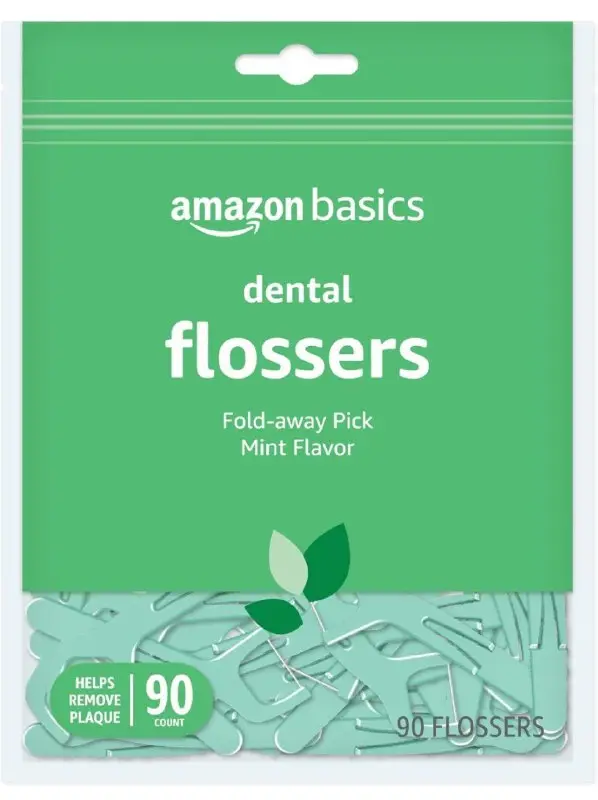 amazon basics
dental
flossers
Fold-away Pick
Mint Flavor
HELPS
REMOVE
PLAQUE
90
COUNT
90 FLOSSERS